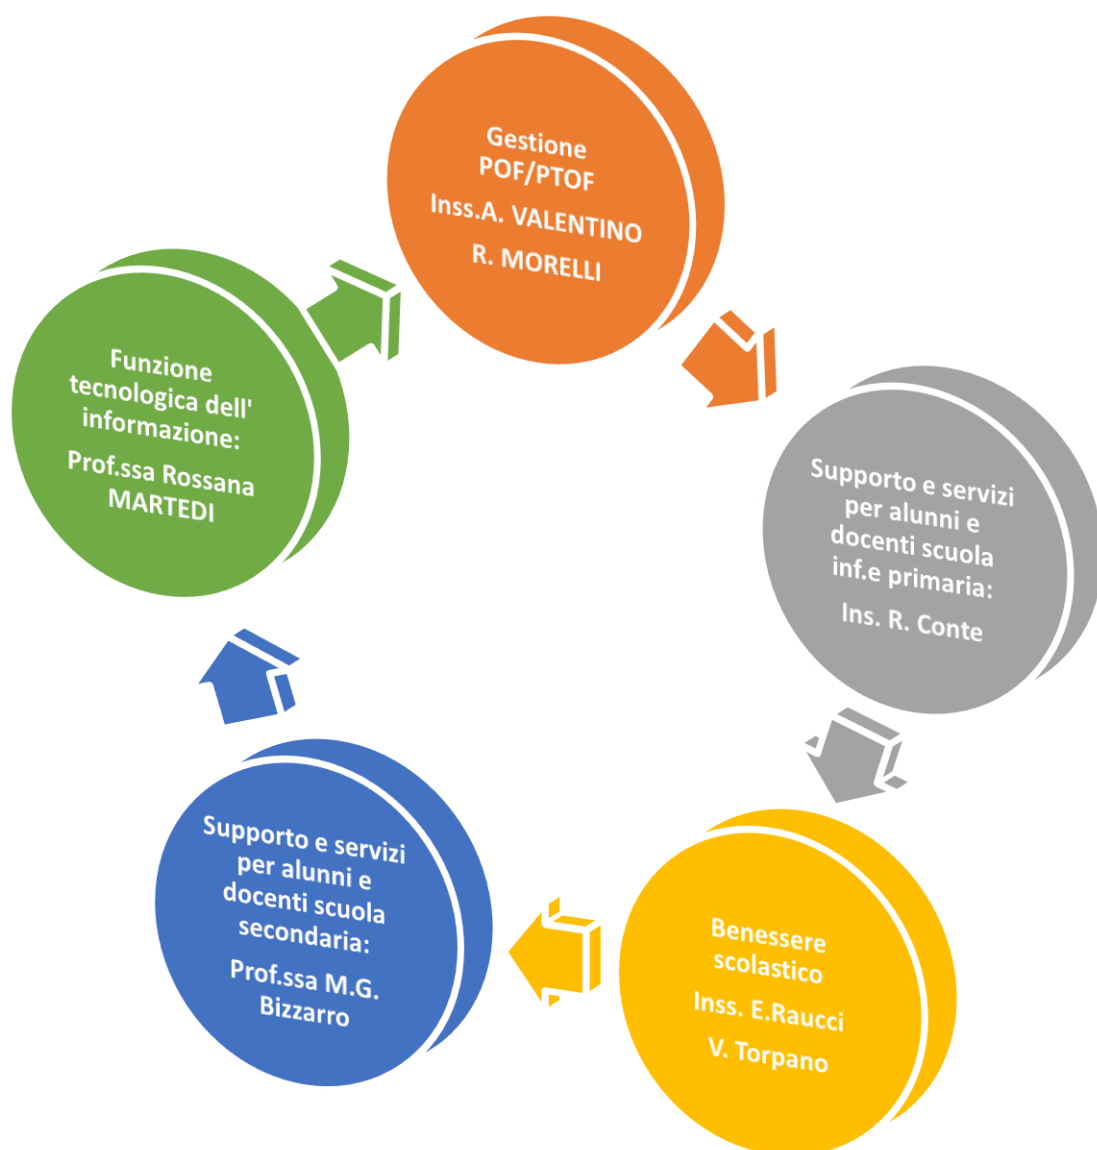 Gestione
POF/PTOF
Inss.A. VALENTINO
R. MORELLI
Supporto e servizi
per alunni e
docenti scuola
inf.e primaria:
Ins. R. Conte
Benessere
scolastico
Inss. E.Raucci
V. Torpano
Supporto e servizi
per alunni e
docenti scuola
secondaria:
Prof.ssa M.G.
Bizzarro
Funzione
tecnologica dell'
informazione:
Prof.ssa Rossana
MARTEDI